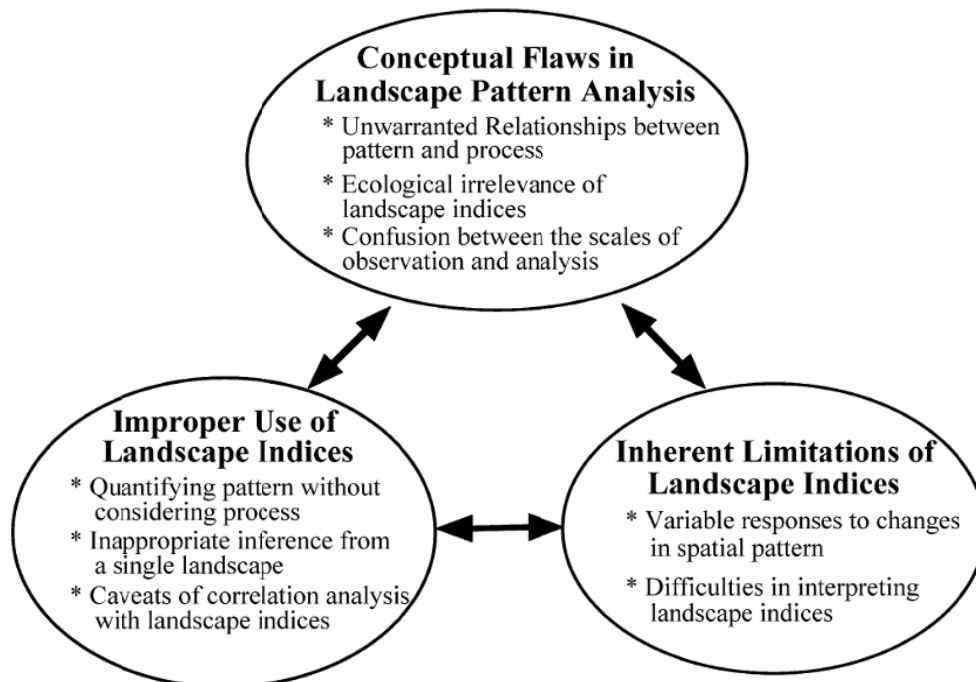 Conceptual Flaws in
Landscape Pattern Analysis
* Unwarranted Relationships between
pattern and process
* Ecological irrelevance of
landscape indices
* Confusion between the scales of
observation and analysis
Improper Use of
Landscape Indices
* Quantifying pattern without
considering process
* Inappropriate inference from
a single landscape
* Caveats of correlation analysis
with landscape indices
Inherent Limitations of
Landscape Indices
* Variable responses to changes
in spatial pattern
* Difficulties in interpreting
landscape indices